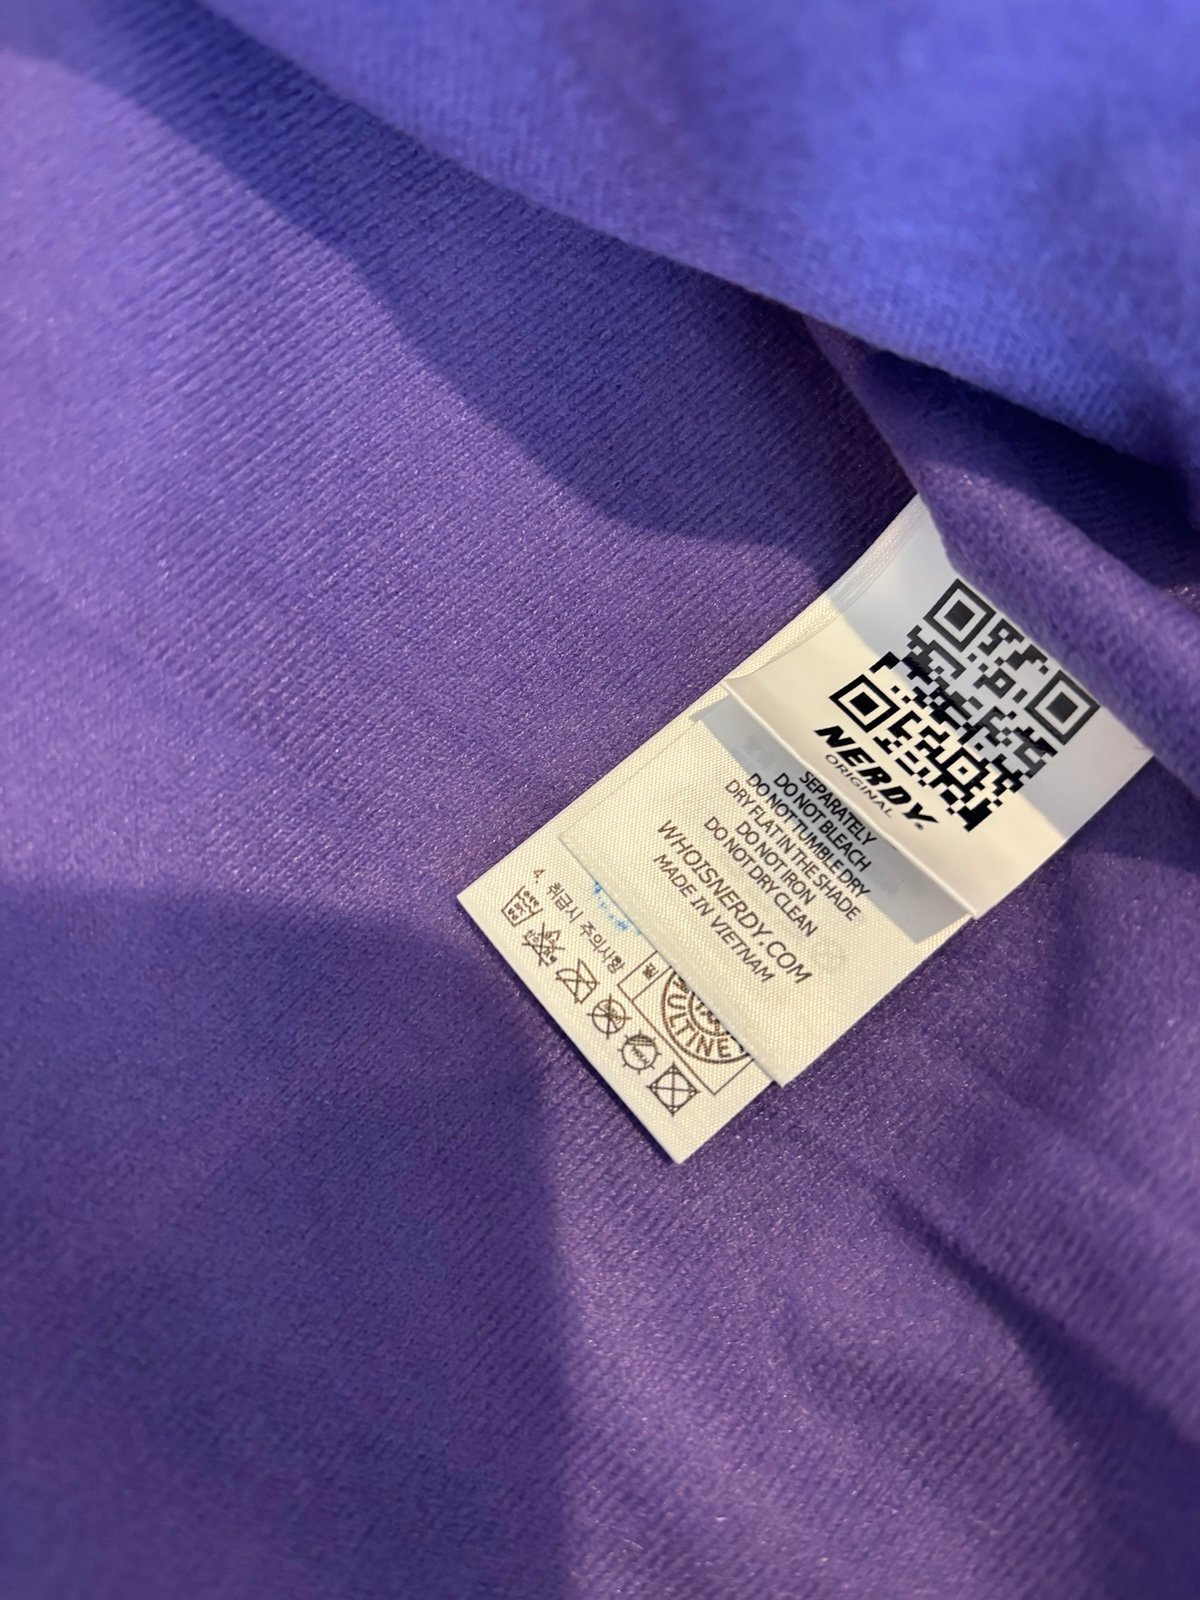 NERDY
ORIGINAL
SEPARATELY
DO NOT BLEACH
DO NOT TUMBLE DRY
DRY FLAT IN THE SHADE
DO NOT IRON
DO NOT DRY CLEAN
WHOISNERDY.COM
MADE IN VIETNAM
4. 취급시 주의사항
ULTINE